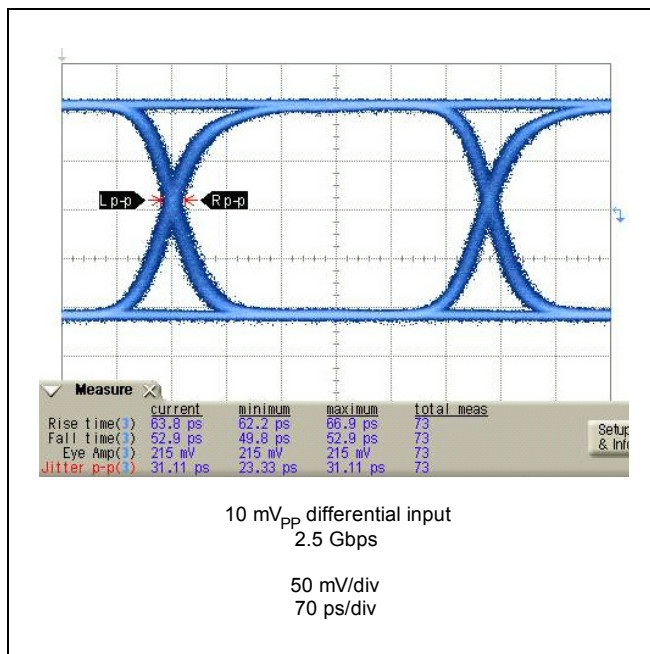 L p-p R p-p
Measure
current minimum maximum total meas
Rise time(3) 63.8 ps 62.2 ps 66.9 ps 73
Fall time(3) 52.9 ps 49.8 ps 52.9 ps 73
Eye Amp(3) 215 mV 215 mV 215 mV 73
Jitter p-p(3) 31.11 ps 23.33 ps 31.11 ps 73
Setup
& Info
10 mVPP differential input
2.5 Gbps
50 mV/div
70 ps/div